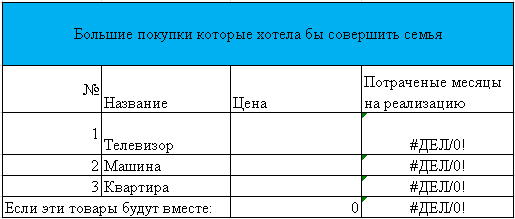 Большие покупки которые хотела бы совершить семья
№ Название Цена Потраченые месяцы
на реализацию
1 Телевизор #ДЕЛ/0!
2 Машина #ДЕЛ/0!
3 Квартира #ДЕЛ/0!
Если эти товары будут вместе: 0 #ДЕЛ/0!